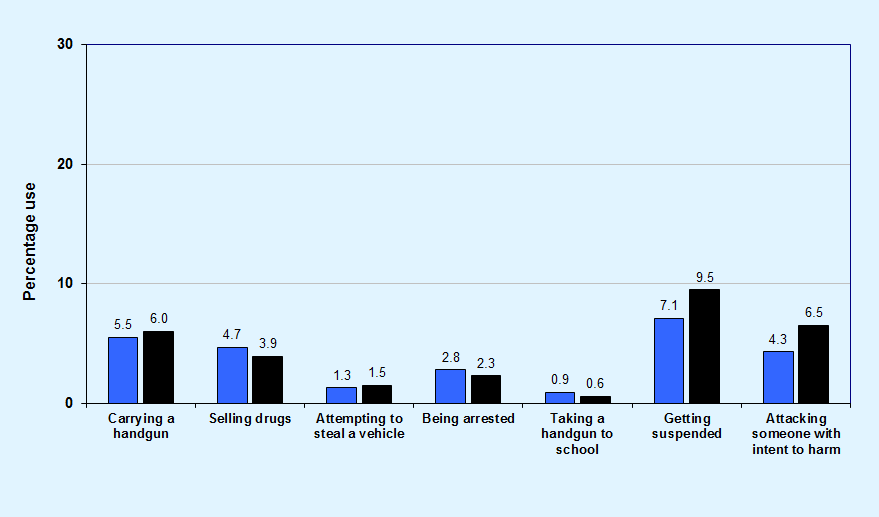 30
20
10
0
Percentage use
5.5
6.0
4.7
3.9
1.3
1.5
2.8
2.3
0.9
0.6
7.1
9.5
4.3
6.5
Carrying a
handgun
Selling drugs
Attempting to
steal a vehicle
Being arrested
Taking a
handgun to
school
Getting
suspended
Attacking
someone with
intent to harm